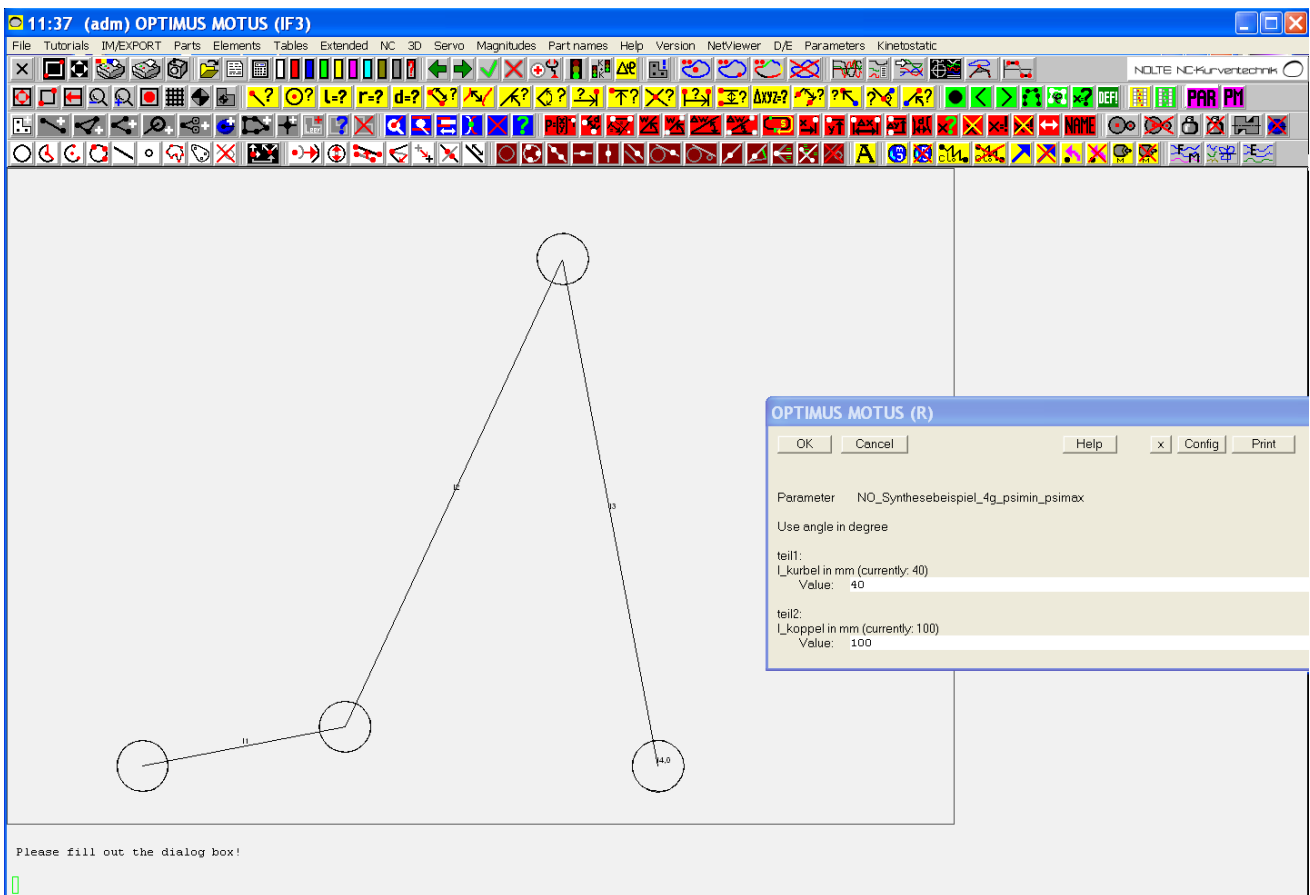 11:37 (adm) OPTIMUS MOTUS (IF3)
File Tutorials IM/EXPORT Parts Elements Tables Extended NC 3D Servo Magnitudes Part names Help Version NetViewer D/E Parameters Kinetostatic
NOLTE NC-Kurventechnik
L=? r=? d=? Δxyz=? x? DEF! PAR PM
NAME
A
l2
l3
l1
l4,0
OPTIMUS MOTUS (R)
OK Cancel Help x Config Print
Parameter NO_Synthesebeispiel_4g_psimin_psimax
Use angle in degree
teil1:
l_kurbel in mm (currently: 40)
Value: 40
teil2:
l_koppel in mm (currently: 100)
Value: 100
Please fill out the dialog box!